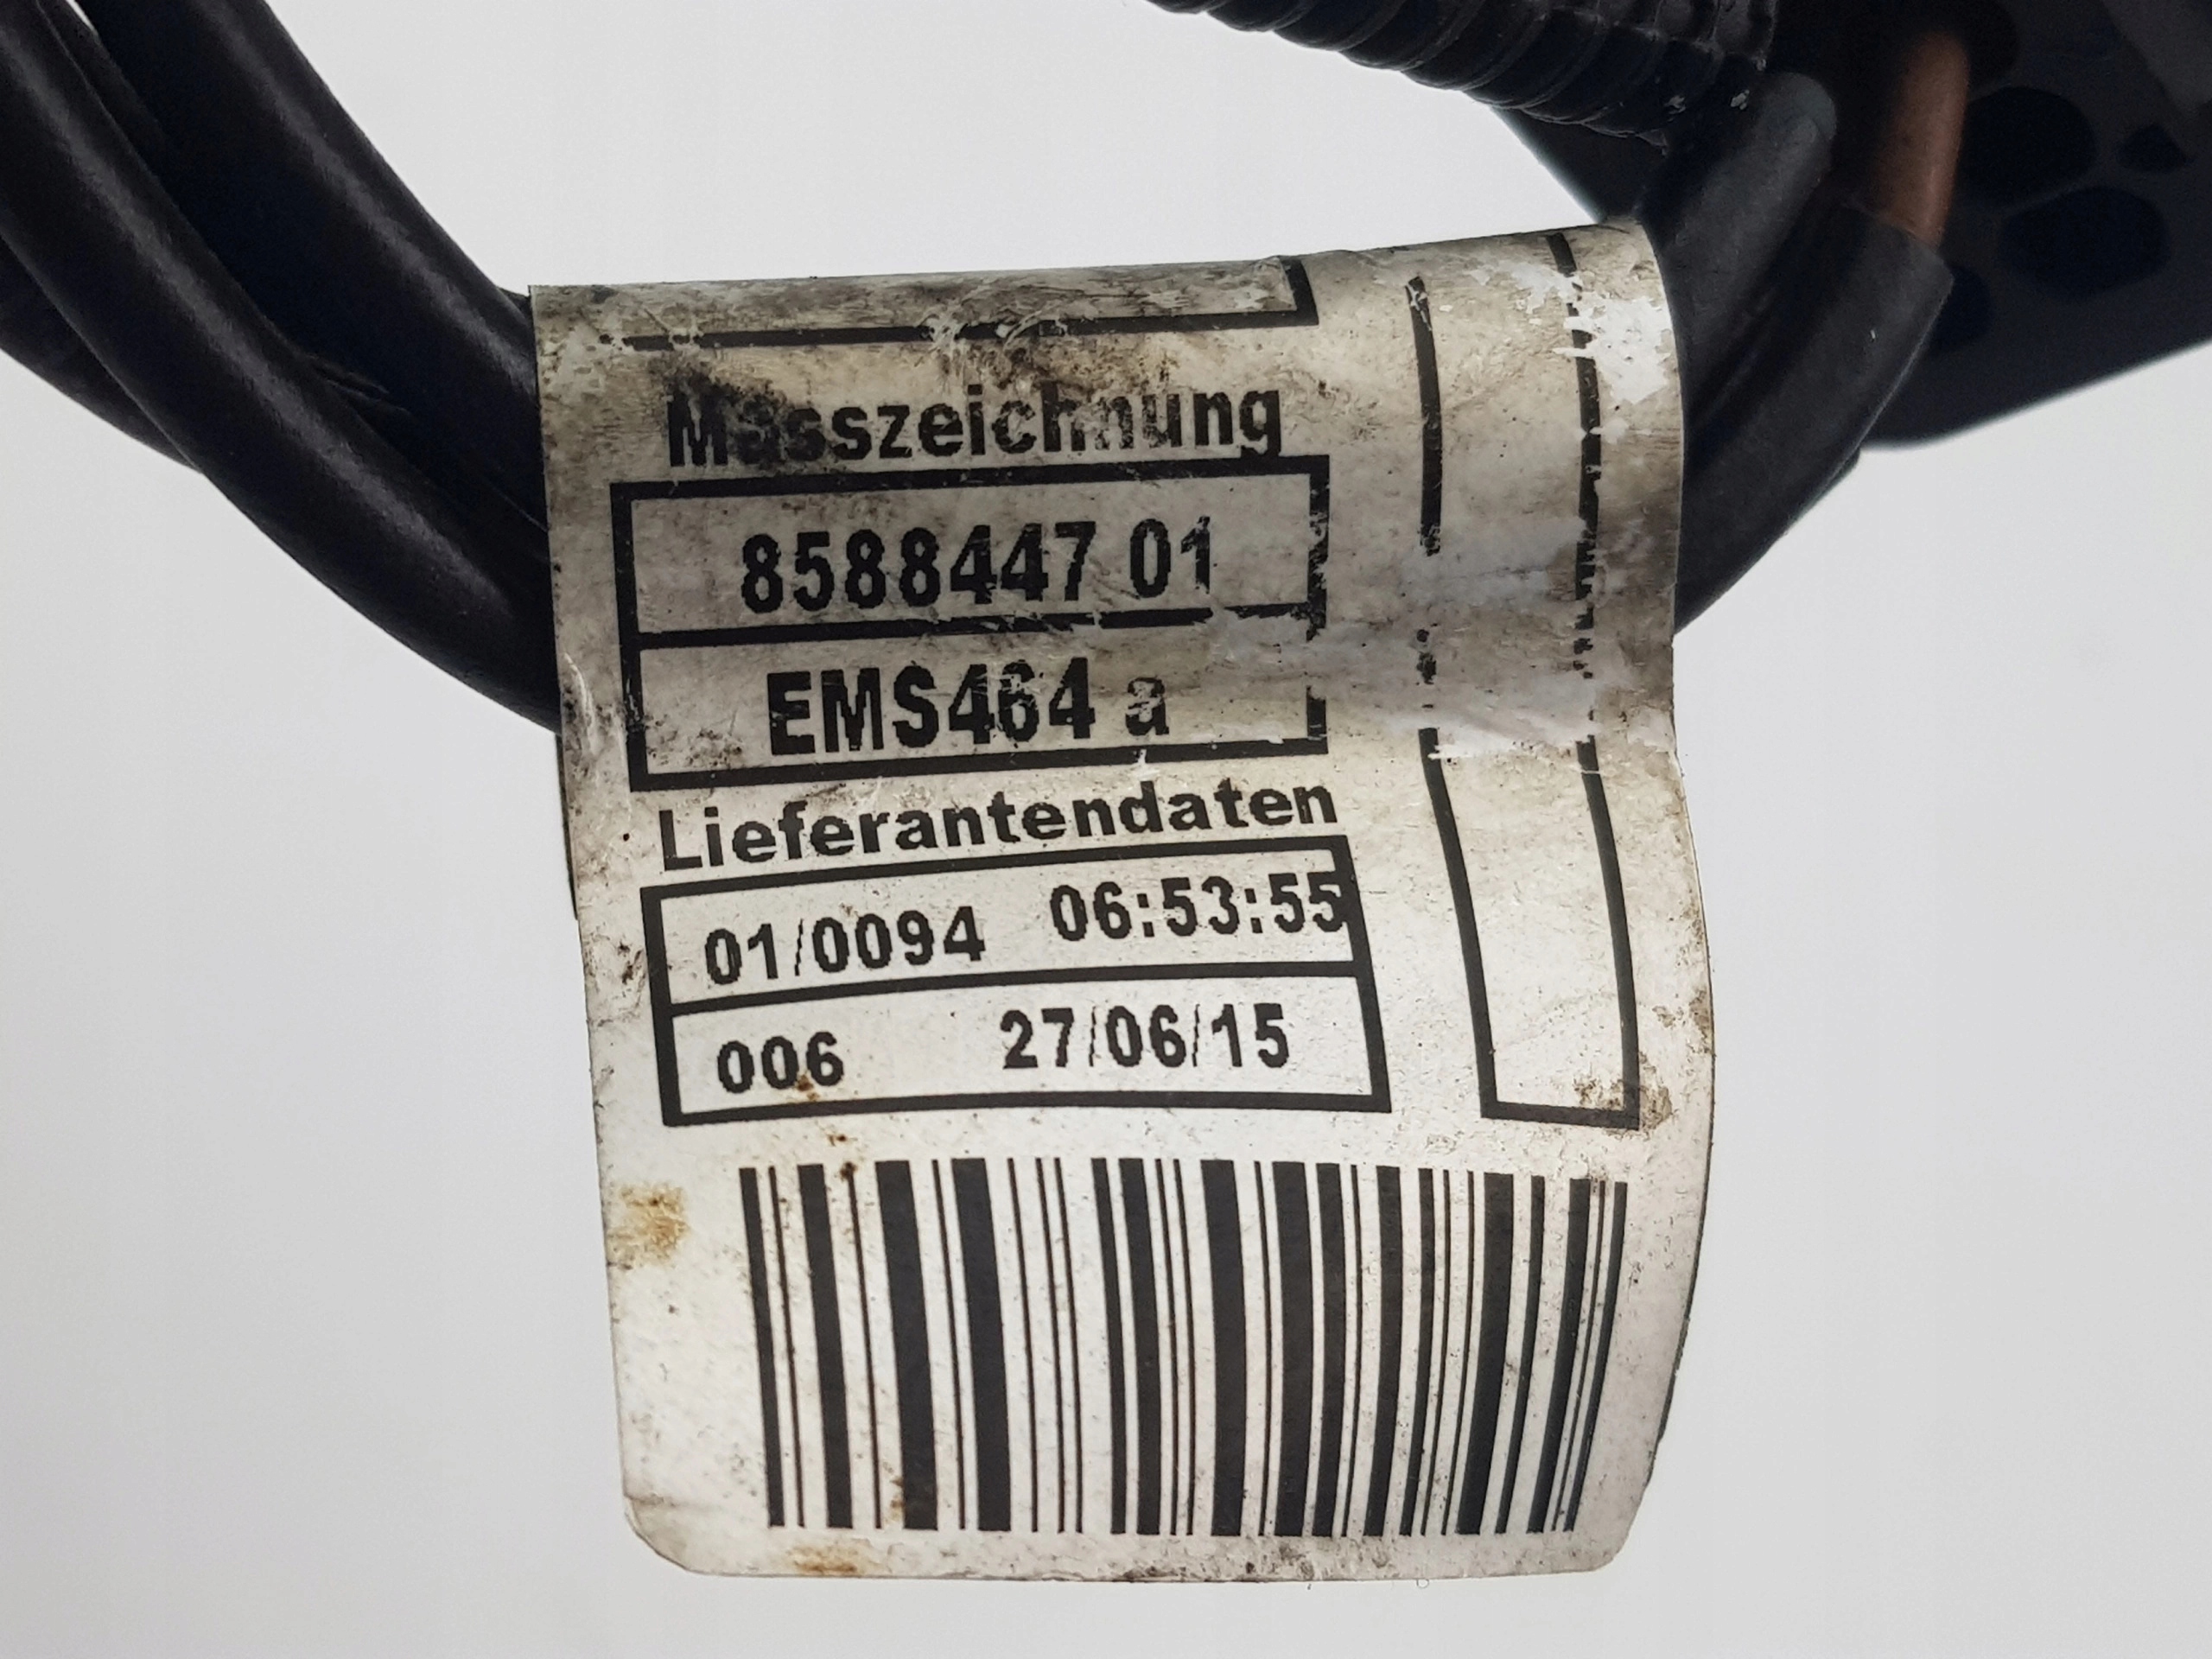 Masszeichnung
8588447 01
EMS464 a
Lieferantendaten
01/0094 06:53:55
006 27/06/15